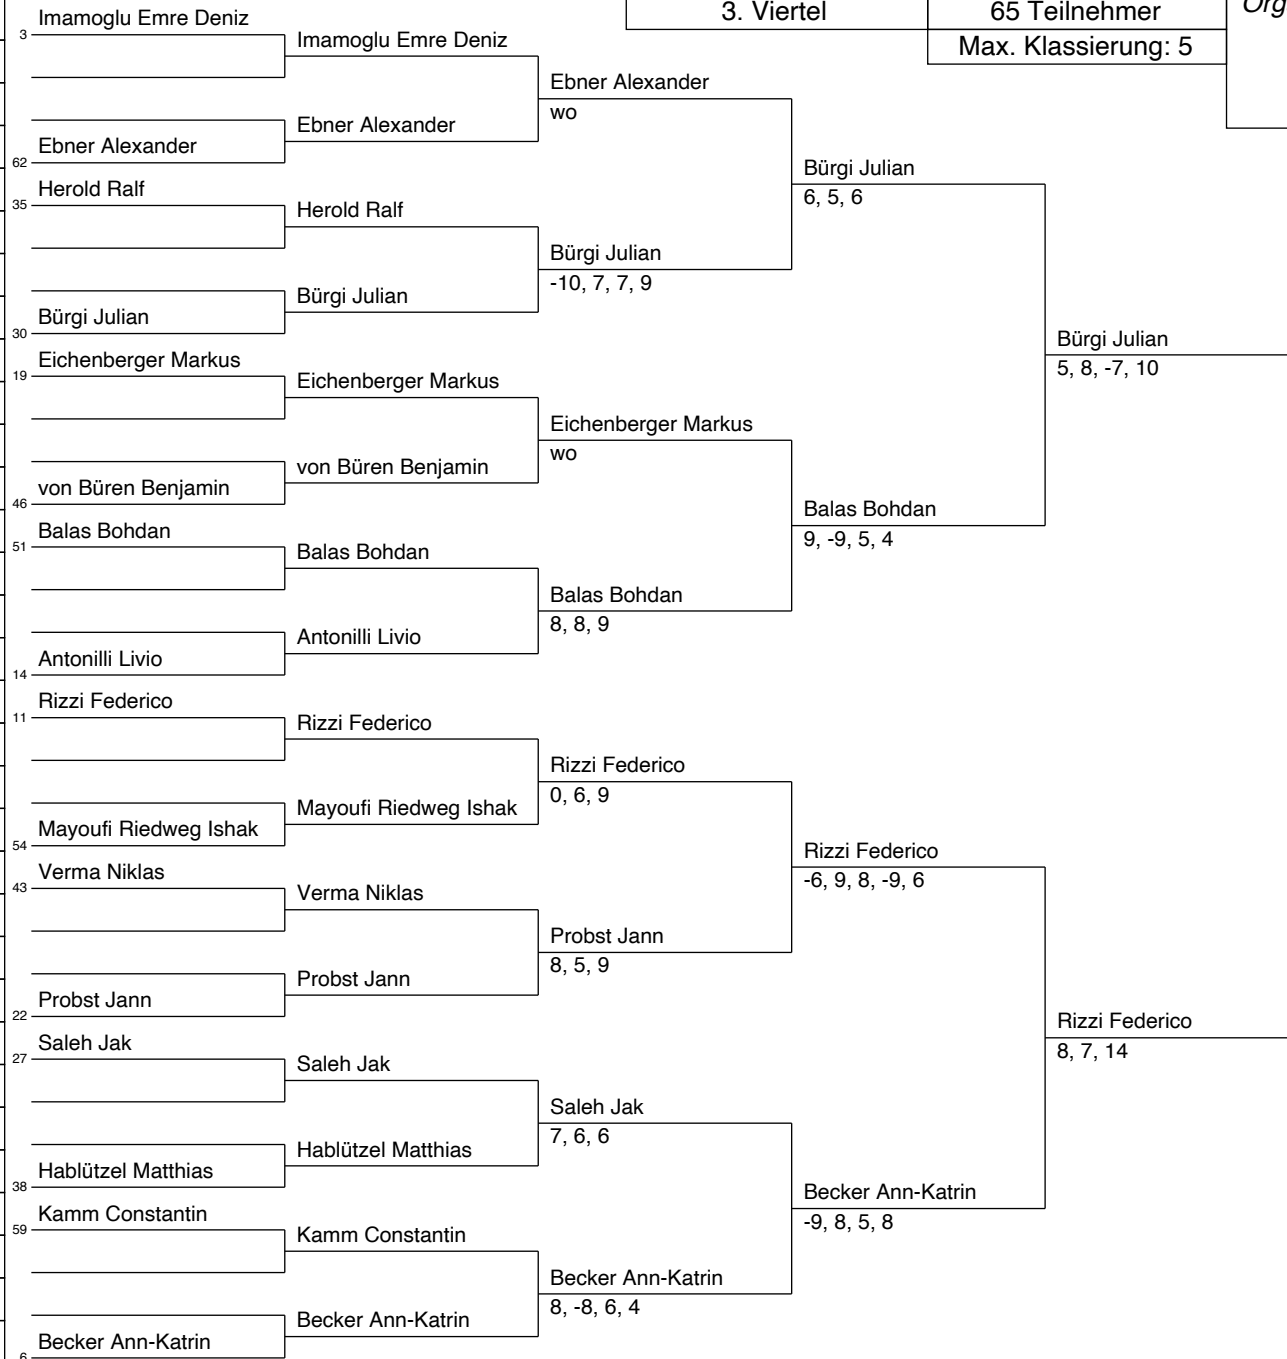 3. Viertel
65 Teilnehmer
Org
Max. Klassierung: 5
Imamoglu Emre Deniz
3
Imamoglu Emre Deniz
Ebner Alexander
wo
Ebner Alexander
Ebner Alexander
62
Bürgi Julian
6, 5, 6
Herold Ralf
35
Herold Ralf
Bürgi Julian
-10, 7, 7, 9
Bürgi Julian
Bürgi Julian
30
Bürgi Julian
5, 8, -7, 10
Eichenberger Markus
19
Eichenberger Markus
Eichenberger Markus
wo
von Büren Benjamin
von Büren Benjamin
46
Balas Bohdan
9, -9, 5, 4
Balas Bohdan
51
Balas Bohdan
Balas Bohdan
8, 8, 9
Antonilli Livio
Antonilli Livio
14
Rizzi Federico
11
Rizzi Federico
Rizzi Federico
0, 6, 9
Mayoufi Riedweg Ishak
Mayoufi Riedweg Ishak
54
Rizzi Federico
-6, 9, 8, -9, 6
Verma Niklas
43
Verma Niklas
Probst Jann
8, 5, 9
Probst Jann
Probst Jann
22
Rizzi Federico
8, 7, 14
Saleh Jak
27
Saleh Jak
Saleh Jak
7, 6, 6
Hablützel Matthias
Hablützel Matthias
38
Becker Ann-Katrin
-9, 8, 5, 8
Kamm Constantin
59
Kamm Constantin
Becker Ann-Katrin
8, -8, 6, 4
Becker Ann-Katrin
Becker Ann-Katrin
6